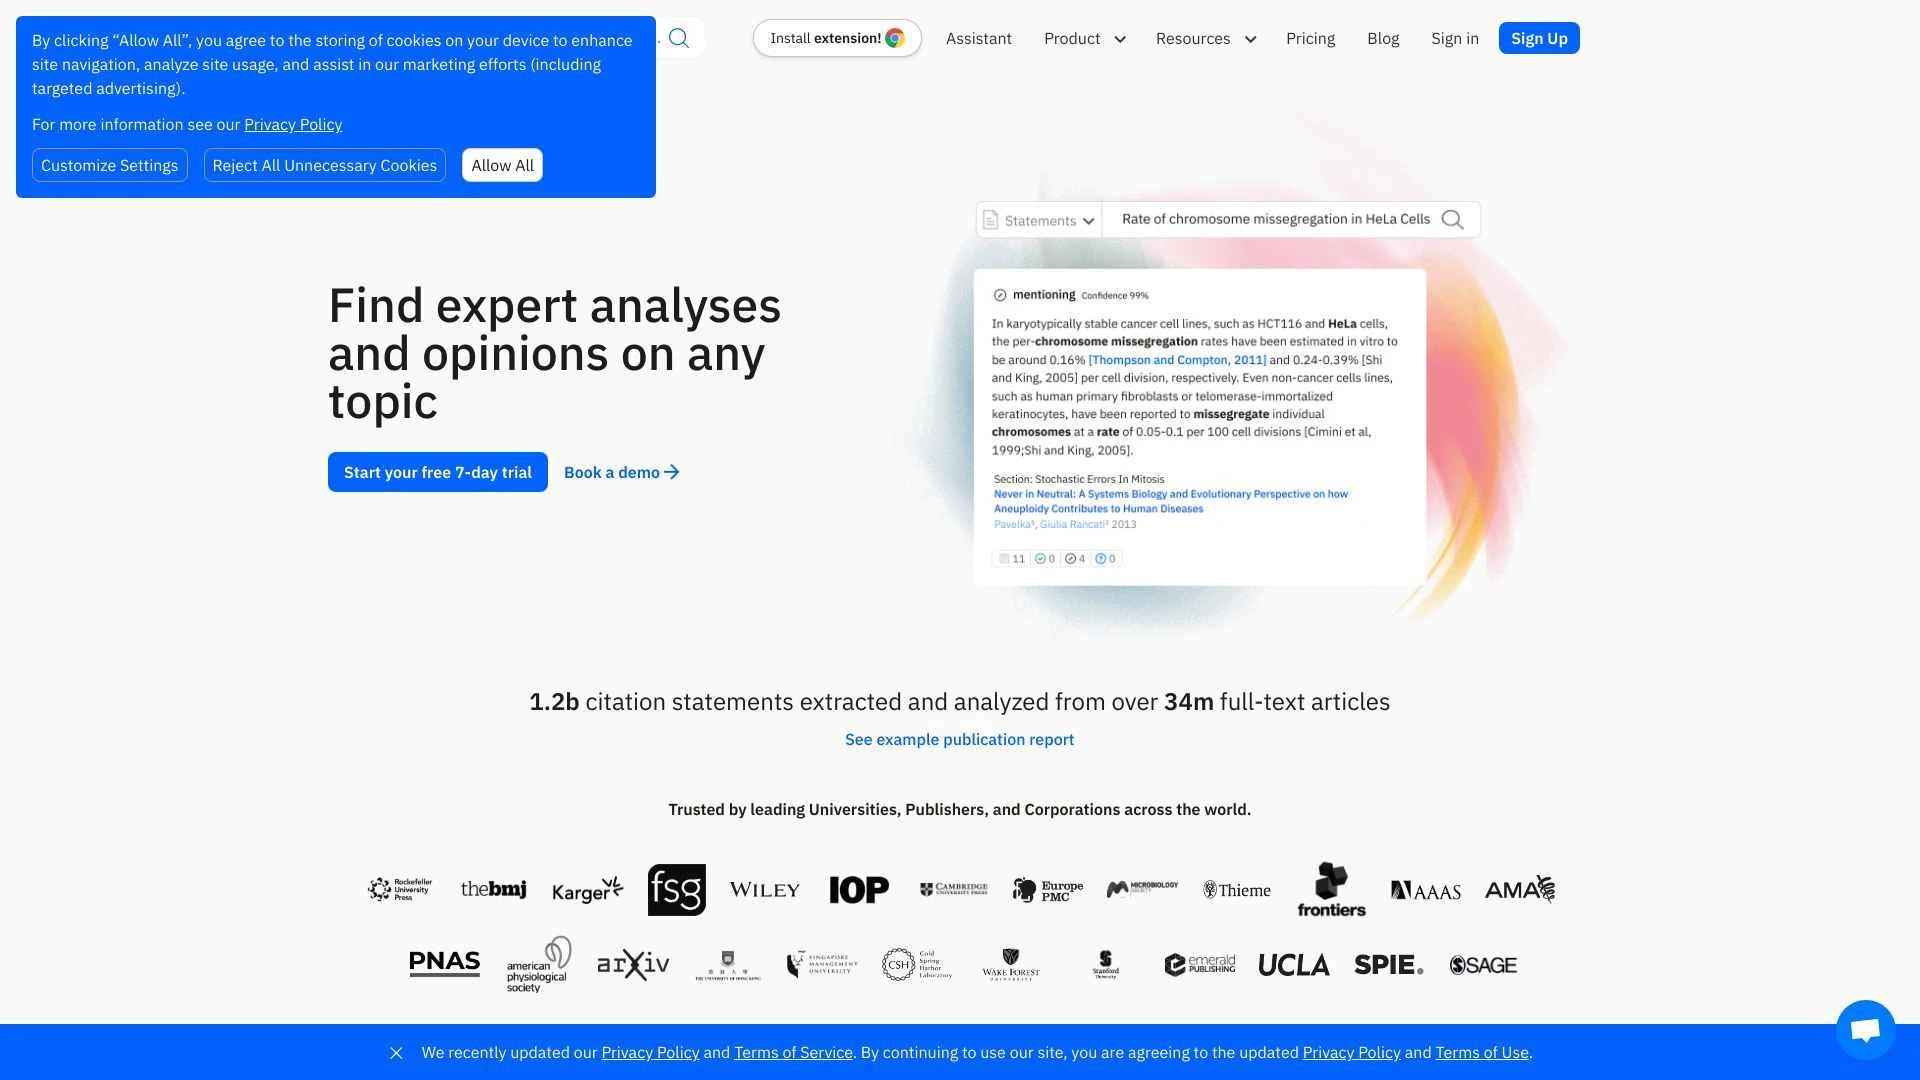 By clicking “Allow All”, you agree to the storing of cookies on your device to enhance
site navigation, analyze site usage, and assist in our marketing efforts (including
targeted advertising).
For more information see our Privacy Policy
Customize Settings
Reject All Unnecessary Cookies
Allow All
Install extension!
Assistant
Product
Resources
Pricing
Blog
Sign in
Sign Up
Find expert analyses
and opinions on any
topic
Start your free 7-day trial
Book a demo
Statements
Rate of chromosome missegregation in HeLa Cells
mentioning Confidence 99%
In karyotypically stable cancer cell lines, such as HCT116 and HeLa cells,
the per-chromosome missegregation rates have been estimated in vitro to
be around 0.16% [Thompson and Compton, 2011] and 0.24-0.39% [Shi
and King, 2005] per cell division, respectively. Even non-cancer cells lines,
such as human primary fibroblasts or telomerase-immortalized
keratinocytes, have been reported to missegregate individual
chromosomes at a rate of 0.05-0.1 per 100 cell divisions [Cimini et al,
1999;Shi and King, 2005].
Section: Stochastic Errors In Mitosis
Never in Neutral: A Systems Biology and Evolutionary Perspective on how
Aneuploidy Contributes to Human Diseases
Pavelka¹, Giulia Rancati² 2013
11 0 4 0
1.2b citation statements extracted and analyzed from over 34m full-text articles
See example publication report
Trusted by leading Universities, Publishers, and Corporations across the world.
Rockefeller
University
Press
thebmj
Karger
fsg
WILEY
IOP
CAMBRIDGE
UNIVERSITY PRESS
Europe
PMC
MICROBIOLOGY
SOCIETY
Thieme
frontiers
AAAS
AMA
PNAS
american
physiological
society
arXiv
香港大學
THE UNIVERSITY OF HONG KONG
SINGAPORE
MANAGEMENT
UNIVERSITY
CSH
Cold
Spring
Harbor
Laboratory
WAKE FOREST
UNIVERSITY
Stanford
University
emerald
PUBLISHING
UCLA
SPIE.
SAGE
We recently updated our Privacy Policy and Terms of Service. By continuing to use our site, you are agreeing to the updated Privacy Policy and Terms of Use.